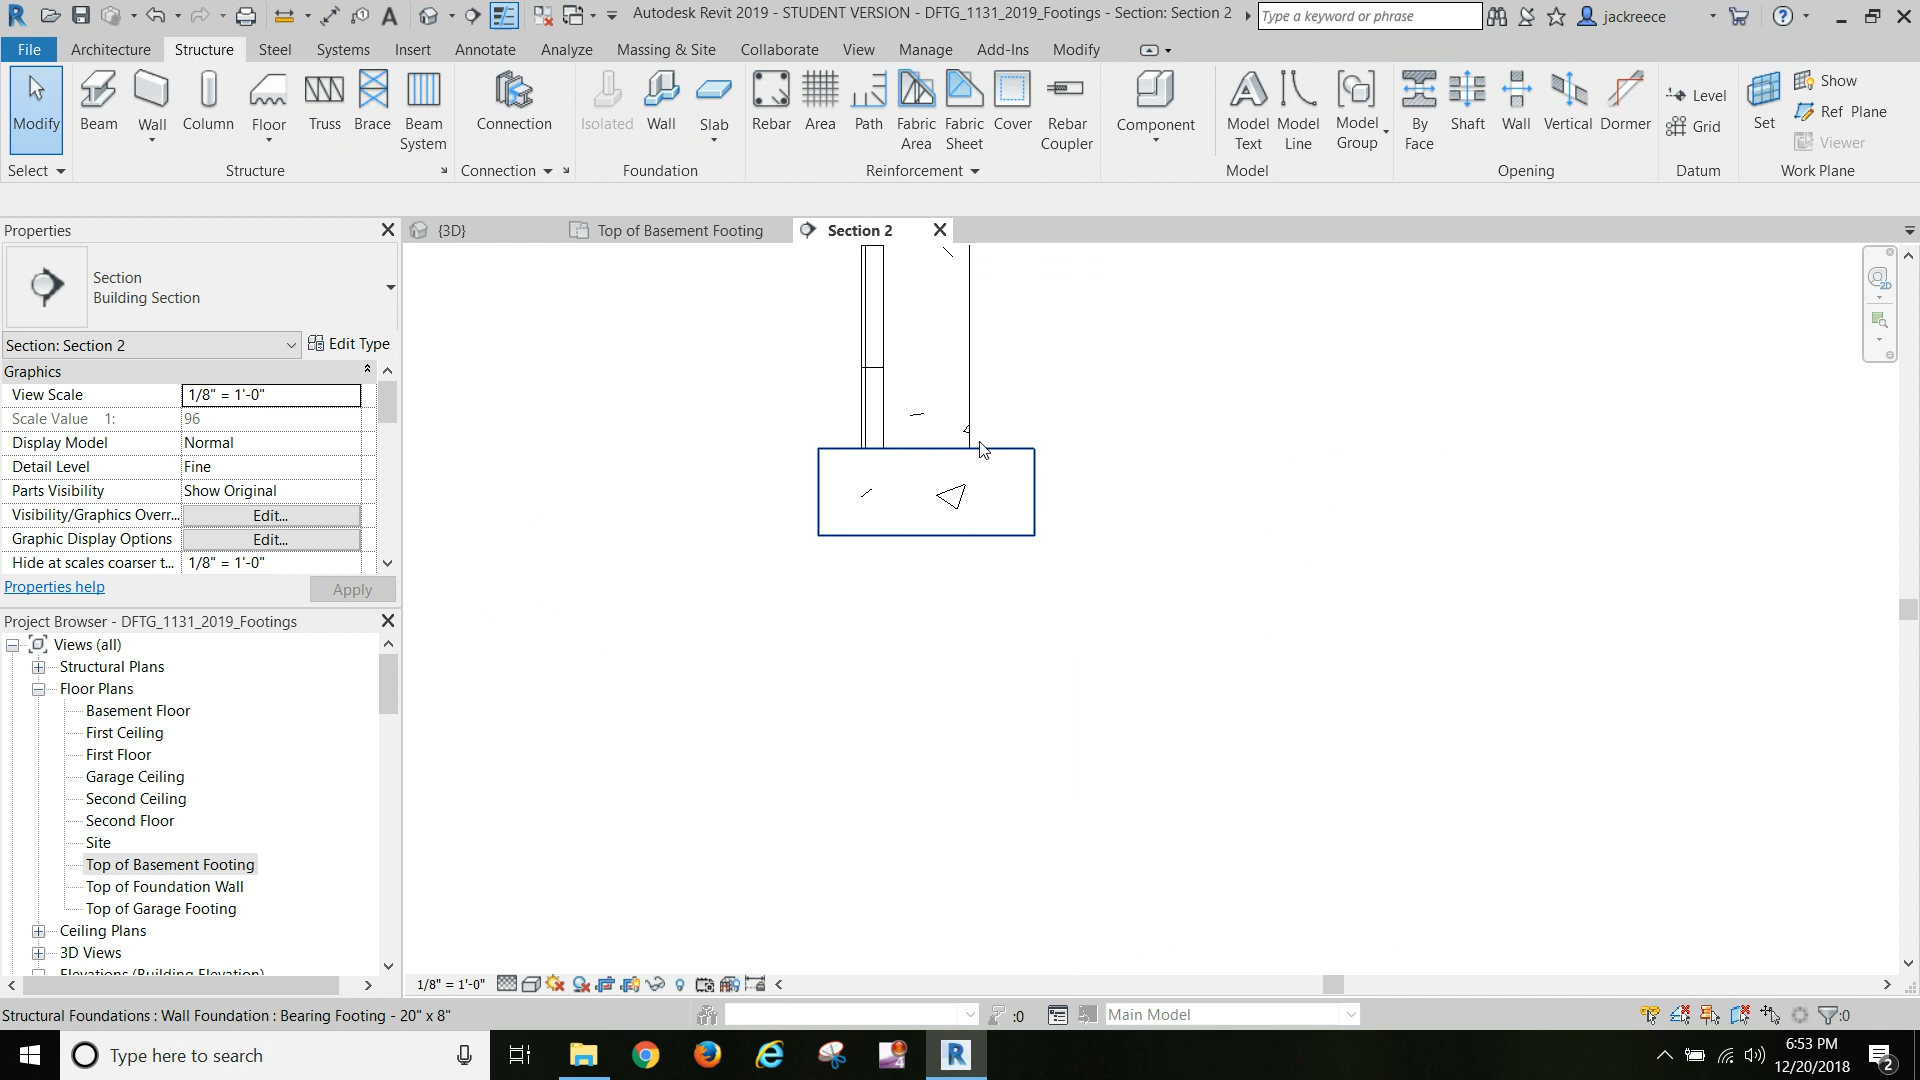 Autodesk Revit 2019 - STUDENT VERSION - DFTG_1131_2019_Footings - Section: Section 2
Type a keyword or phrase
jackreece
File Architecture Structure Steel Systems Insert Annotate Analyze Massing & Site Collaborate View Manage Add-Ins Modify
Modify Beam Wall Column Floor Truss Brace Beam System Connection Isolated Wall Slab Rebar Area Path Fabric Area Fabric Sheet Cover Rebar Coupler Component Model Text Model Line Model Group By Face Shaft Wall Vertical Dormer Level Grid Set Show Ref Plane Viewer
Select Structure Connection Foundation Reinforcement Model Opening Datum Work Plane
Properties
{3D} Top of Basement Footing Section 2
Section
Building Section
Section: Section 2 Edit Type
Graphics
View Scale 1/8" = 1'-0"
Scale Value 1: 96
Display Model Normal
Detail Level Fine
Parts Visibility Show Original
Visibility/Graphics Overr... Edit...
Graphic Display Options Edit...
Hide at scales coarser t... 1/8" = 1'-0"
Properties help Apply
Project Browser - DFTG_1131_2019_Footings
Views (all)
Structural Plans
Floor Plans
Basement Floor
First Ceiling
First Floor
Garage Ceiling
Second Ceiling
Second Floor
Site
Top of Basement Footing
Top of Foundation Wall
Top of Garage Footing
Ceiling Plans
3D Views
Elevations (Building Elevation)
1/8" = 1'-0"
Structural Foundations : Wall Foundation : Bearing Footing - 20" x 8" :0 Main Model :0
Type here to search
6:53 PM
12/20/2018
2